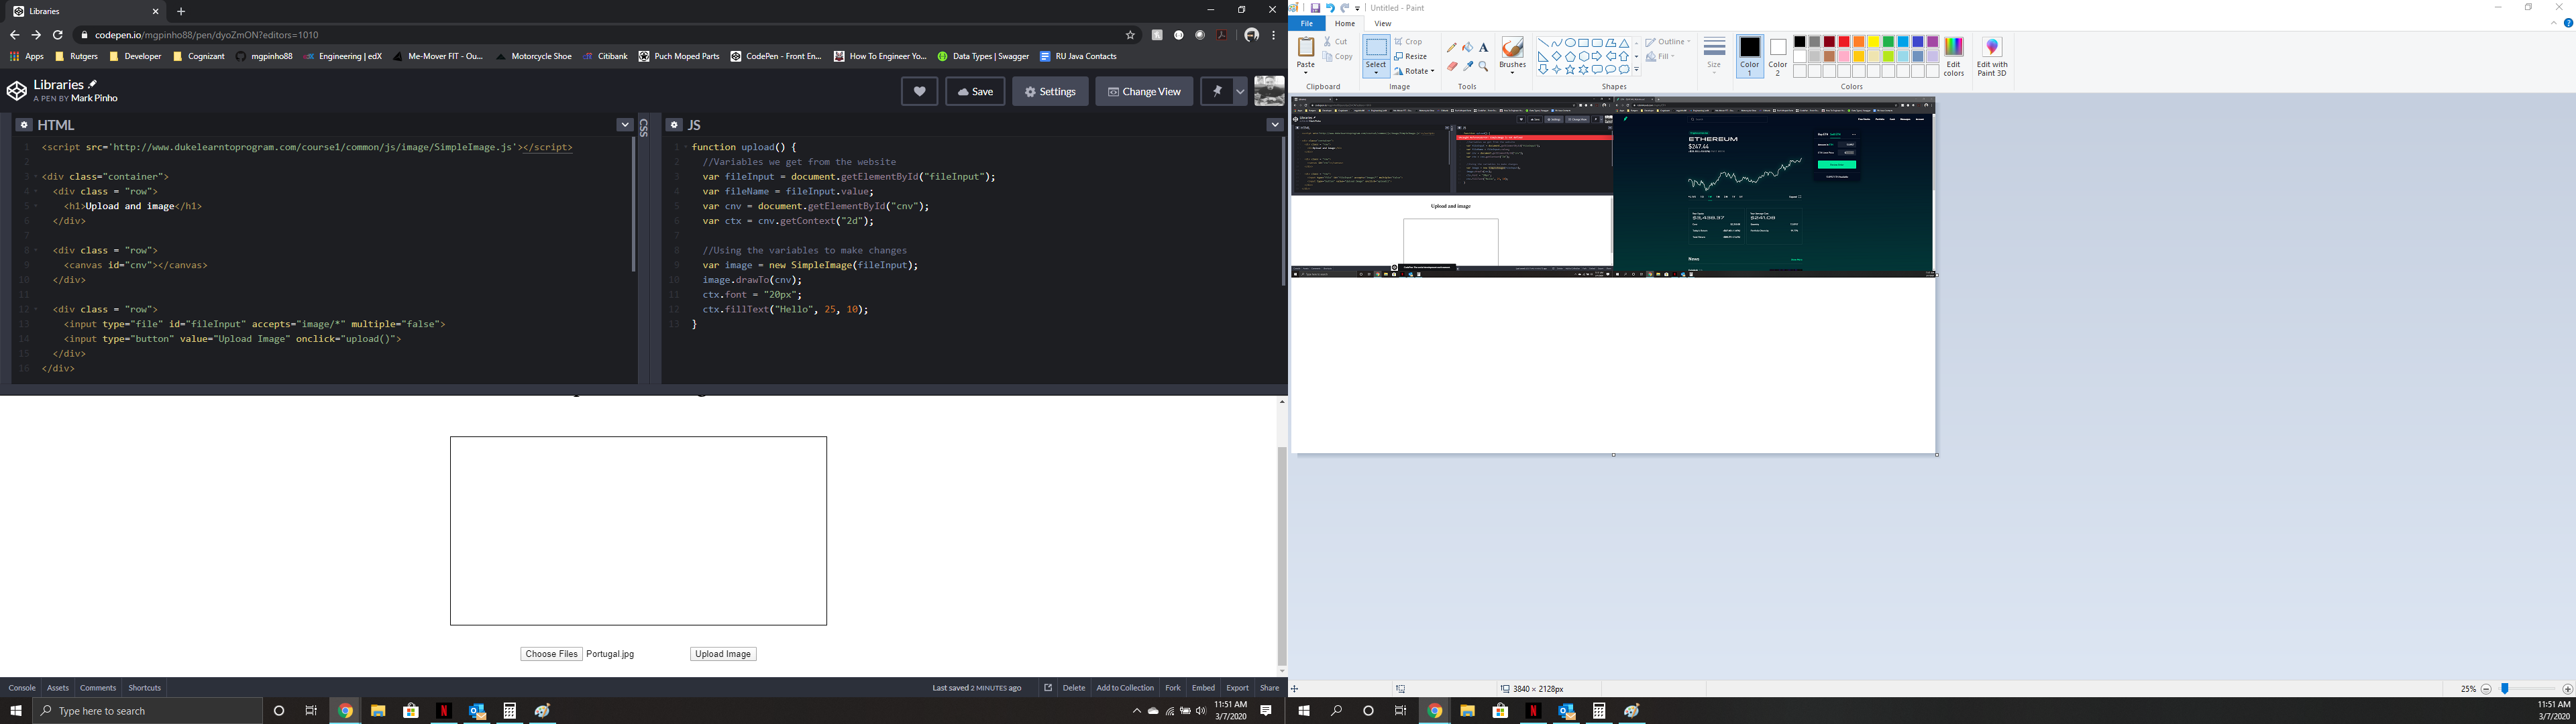 Libraries
codepen.io/mgpinho88/pen/dyoZmON?editors=1010
Apps Rutgers Developer Cognizant mgpinho88 Engineering | edX Me-Mover FIT - Ou... Motorcycle Shoe Citibank Puch Moped Parts CodePen - Front En... How To Engineer Yo... Data Types | Swagger RU Java Contacts
Libraries
A PEN BY Mark Pinho
Save Settings Change View
HTML
1 <script src='http://www.dukelearntoprogram.com/course1/common/js/image/SimpleImage.js'></script>
2
3 <div class="container">
4 <div class = "row">
5 <h1>Upload and image</h1>
6 </div>
7
8 <div class = "row">
9 <canvas id="cnv"></canvas>
10 </div>
11
12 <div class = "row">
13 <input type="file" id="fileInput" accepts="image/*" multiple="false">
14 <input type="button" value="Upload Image" onclick="upload()">
15 </div>
16 </div>
CSS
JS
1 function upload() {
2 //Variables we get from the website
3 var fileInput = document.getElementById("fileInput");
4 var fileName = fileInput.value;
5 var cnv = document.getElementById("cnv");
6 var ctx = cnv.getContext("2d");
7
8 //Using the variables to make changes
9 var image = new SimpleImage(fileInput);
10 image.drawTo(cnv);
11 ctx.font = "20px";
12 ctx.fillText("Hello", 25, 10);
13 }
Choose Files Portugal.jpg Upload Image
Console Assets Comments Shortcuts
Last saved 2 MINUTES ago Delete Add to Collection Fork Embed Export Share
Type here to search
11:51 AM
3/7/2020
Untitled - Paint
File Home View
Paste Cut Copy
Clipboard
Select Crop Resize Rotate
Image
Tools
Brushes
Outline Fill
Shapes
Size
Color 1
Color 2
Edit colors
Colors
Edit with Paint 3D
Upload and image
ETHEREUM
$247.44
$3,498.37
$241.08
News
3840 × 2128px
25%
11:51 AM
3/7/2020